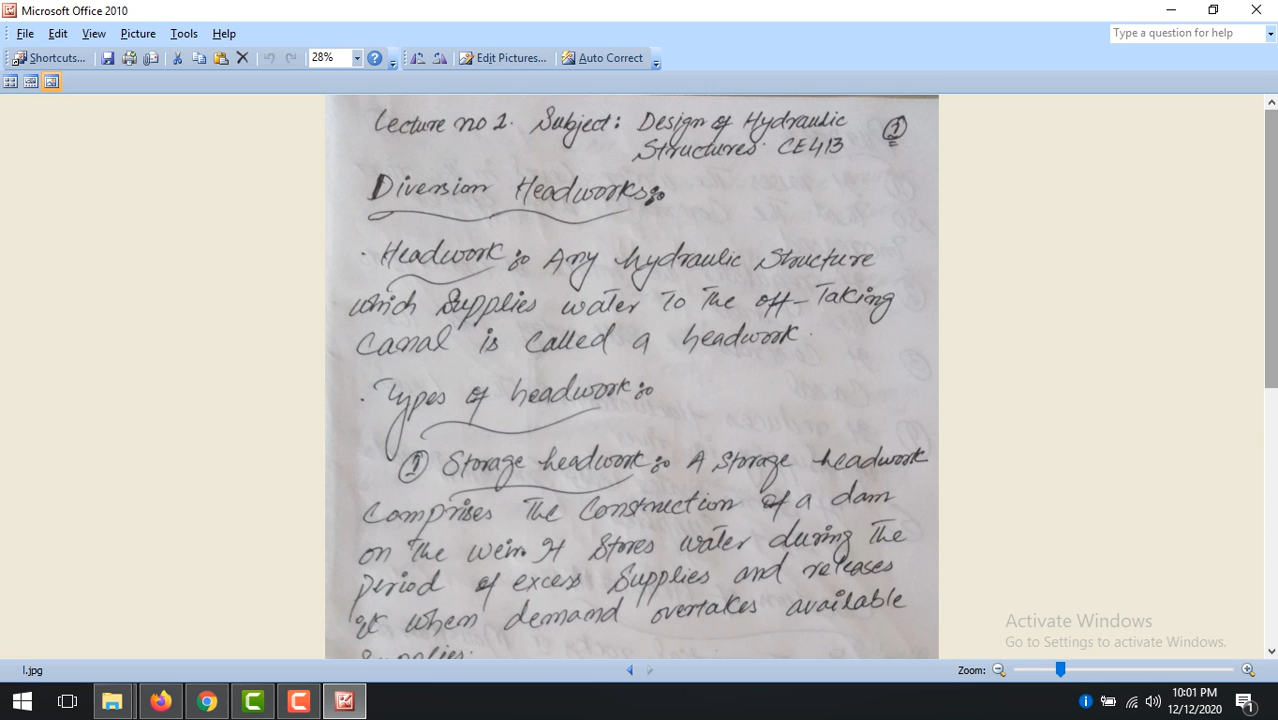 Microsoft Office 2010
File Edit View Picture Tools Help
Type a question for help
Shortcuts... 28% Edit Pictures... Auto Correct
Lecture no 2. Subject: Design of Hydraulic
Structures. CE413
1
Diversion Headworks:
. Headwork: Any hydraulic structure
which supplies water to the off-taking
canal is called a headwork.
. Types of headwork:
① Storage headwork: A storage headwork
comprises the construction of a dam
on the weir. It stores water during the
period of excess supplies and releases
it when demand overtakes available
Supplies.
Activate Windows
Go to Settings to activate Windows.
l.jpg
Zoom:
10:01 PM
12/12/2020
1